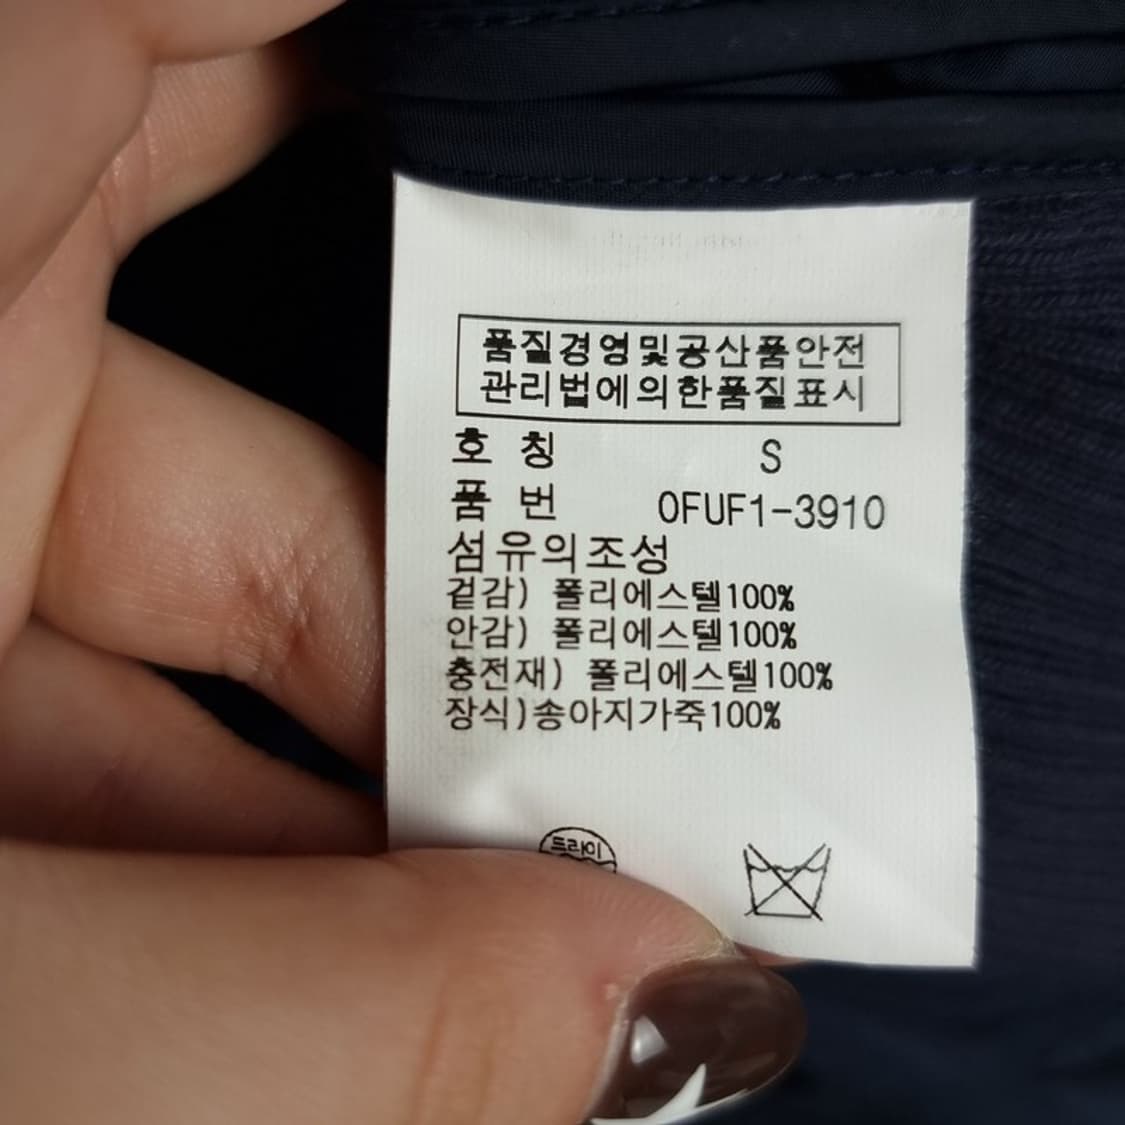 품질경영및공산품안전
관리법에의한품질표시
호 칭 S
품 번 OFUF1-3910
섬유의조성
겉감) 폴리에스텔100%
안감) 폴리에스텔100%
충전재) 폴리에스텔100%
장식)송아지가죽100%
드라이